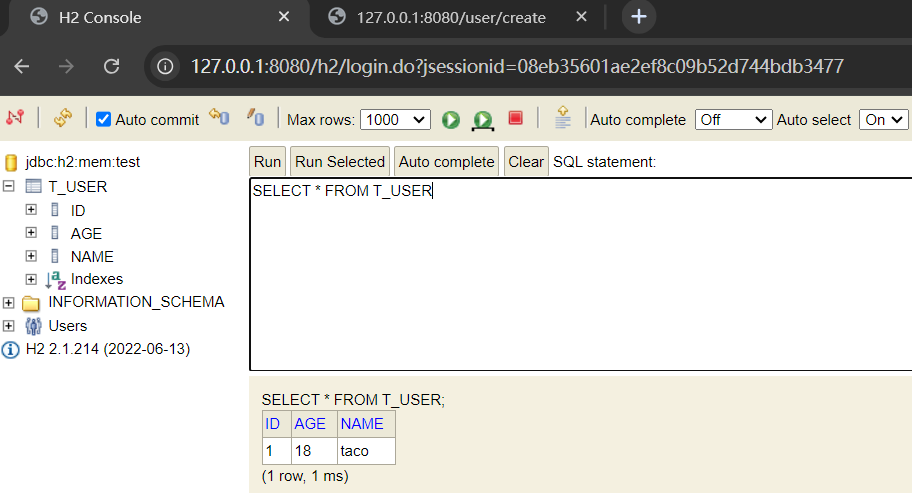 H2 Console
127.0.0.1:8080/user/create
127.0.0.1:8080/h2/login.do?jsessionid=08eb35601ae2ef8c09b52d744bdb3477
Auto commit Max rows: 1000 Auto complete Off Auto select On
jdbc:h2:mem:test
T_USER
ID
AGE
NAME
Indexes
INFORMATION_SCHEMA
Users
H2 2.1.214 (2022-06-13)
Run Run Selected Auto complete Clear SQL statement:
SELECT * FROM T_USER
SELECT * FROM T_USER;
ID AGE NAME
1 18 taco
(1 row, 1 ms)